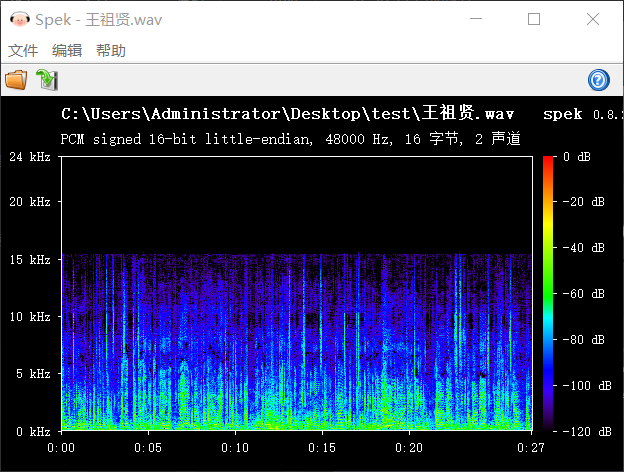 Spek - 王祖贤.wav
文件 编辑 帮助
C:\Users\Administrator\Desktop\test\王祖贤.wav spek 0.8.
PCM signed 16-bit little-endian, 48000 Hz, 16 字节, 2 声道
24 kHz
20 kHz
15 kHz
10 kHz
5 kHz
0 kHz
0:00 0:05 0:10 0:15 0:20 0:27
0 dB
-20 dB
-40 dB
-60 dB
-80 dB
-100 dB
-120 dB